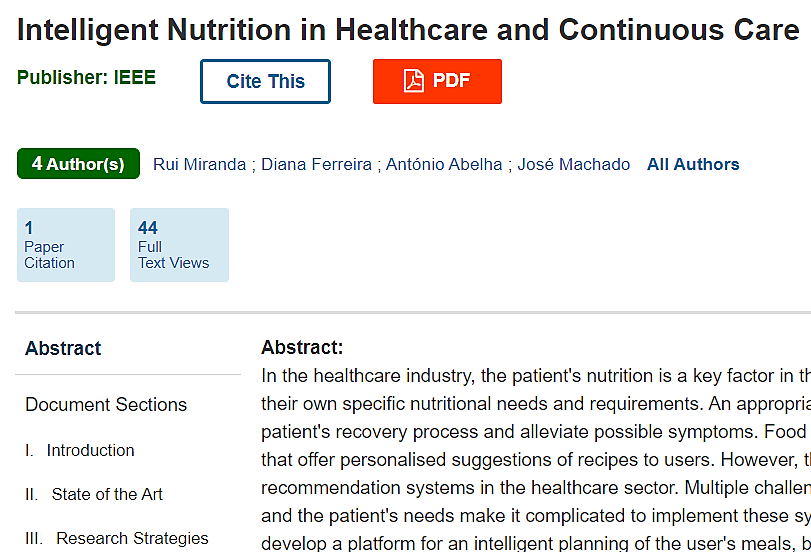 Intelligent Nutrition in Healthcare and Continuous Care
Publisher: IEEE
Cite This
PDF
4 Author(s)
Rui Miranda ; Diana Ferreira ; António Abelha ; José Machado
All Authors
1
Paper
Citation
44
Full
Text Views
Abstract
Document Sections
I. Introduction
II. State of the Art
III. Research Strategies
Abstract:
In the healthcare industry, the patient's nutrition is a key factor in
their own specific nutritional needs and requirements. An
patient's recovery process and alleviate possible symptoms. Food
that offer personalised suggestions of recipes to users. However,
recommendation systems in the healthcare sector. Multiple
and the patient's needs make it complicated to implement these
develop a platform for an intelligent planning of the user's meals,